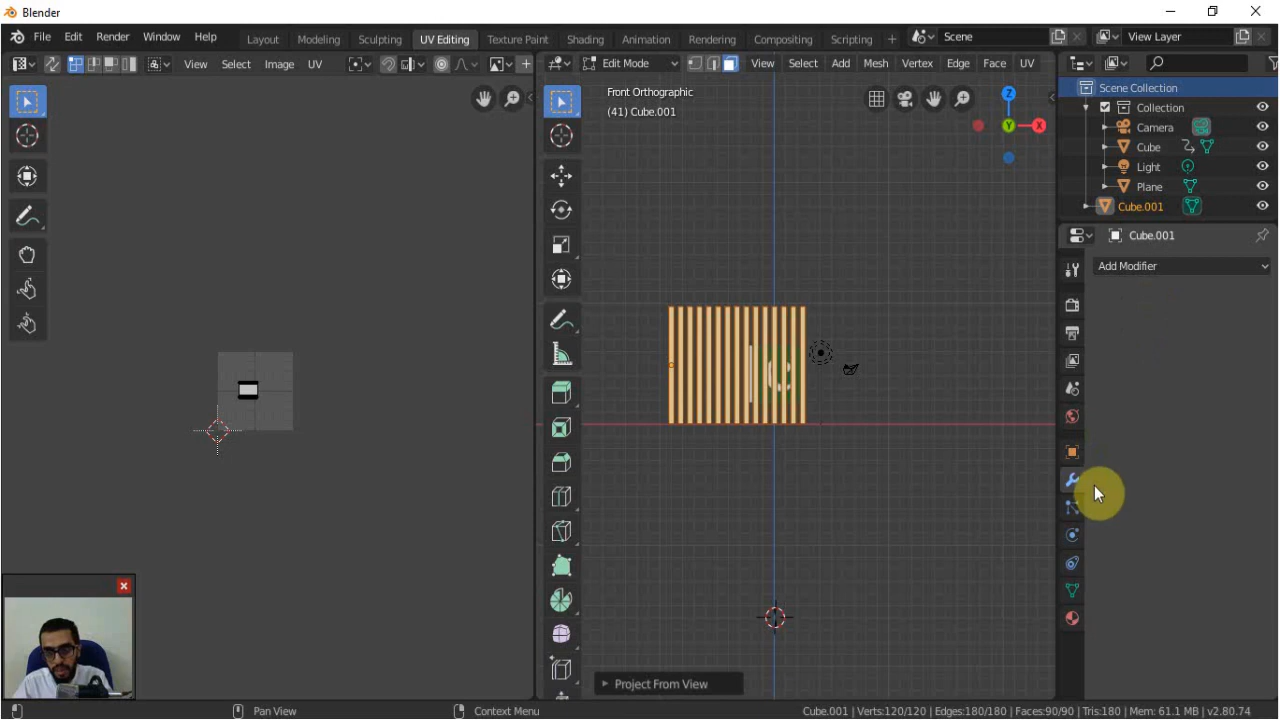 Blender
File Edit Render Window Help Layout Modeling Sculpting UV Editing Texture Paint Shading Animation Rendering Compositing Scripting + Scene View Layer
View Select Image UV Edit Mode View Select Add Mesh Vertex Edge Face UV
Front Orthographic
(41) Cube.001
Z
Y
X
Scene Collection
Collection
Camera
Cube
Light
Plane
Cube.001
Cube.001
Add Modifier
Project From View
Pan View Context Menu Cube.001 | Verts:120/120 | Edges:180/180 | Faces:90/90 | Tris:180 | Mem: 61.1 MB | v2.80.74